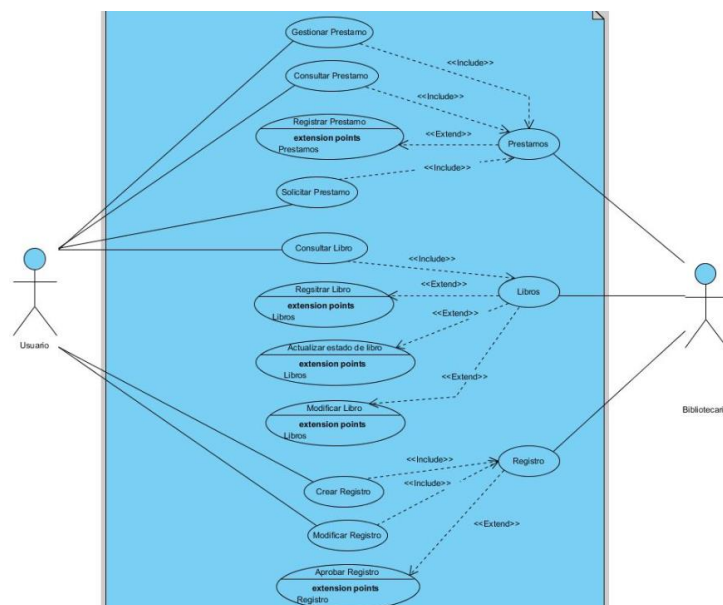 Gestionar Prestamo
<<Include>>
Consultar Prestamo
<<Include>>
Registrar Prestamo
extension points
Prestamos
<<Extend>>
Prestamos
<<Include>>
Solicitar Prestamo
Consultar Libro
<<Include>>
Regsitrar Libro
extension points
Libros
<<Extend>>
Libros
<<Extend>>
Actualizar estado de libro
extension points
Libros
Usuario
<<Extend>>
Modificar Libro
extension points
Libros
Bibliotecari
<<Include>>
Registro
Crear Registro
<<Include>>
Modificar Registro
<<Extend>>
Aprobar Registro
extension points
Registro